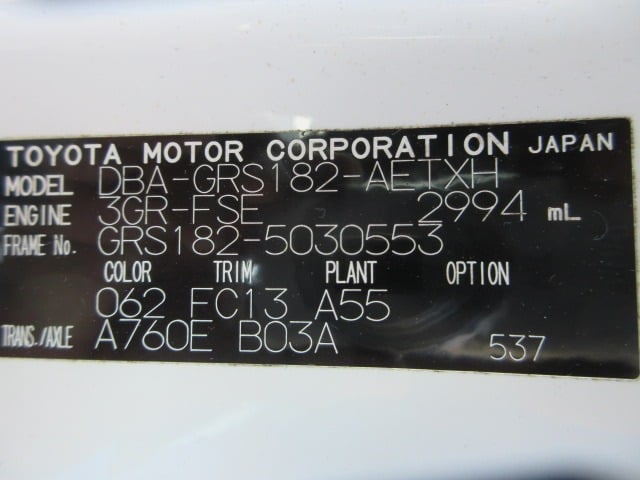 TOYOTA MOTOR CORPORATION JAPAN
MODEL DBA-GRS182-AETXH
ENGINE 3GR-FSE 2994 mL
FRAME No. GRS182-5030553
COLOR TRIM PLANT OPTION
062 FC13 A55
TRANS./AXLE A760E B03A 537